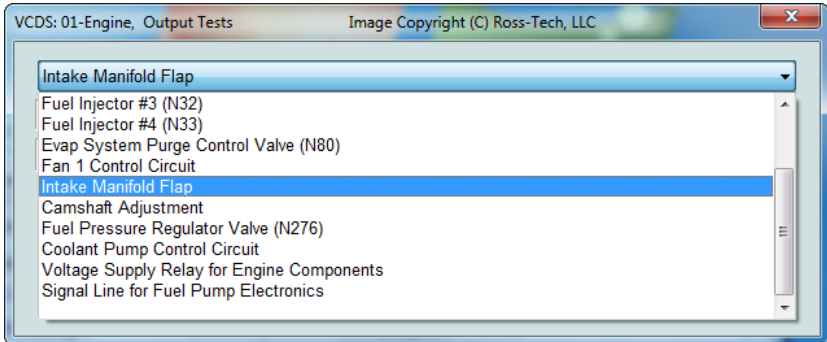 VCDS: 01-Engine, Output Tests Image Copyright (C) Ross-Tech, LLC
Intake Manifold Flap
Fuel Injector #3 (N32)
Fuel Injector #4 (N33)
Evap System Purge Control Valve (N80)
Fan 1 Control Circuit
Intake Manifold Flap
Camshaft Adjustment
Fuel Pressure Regulator Valve (N276)
Coolant Pump Control Circuit
Voltage Supply Relay for Engine Components
Signal Line for Fuel Pump Electronics